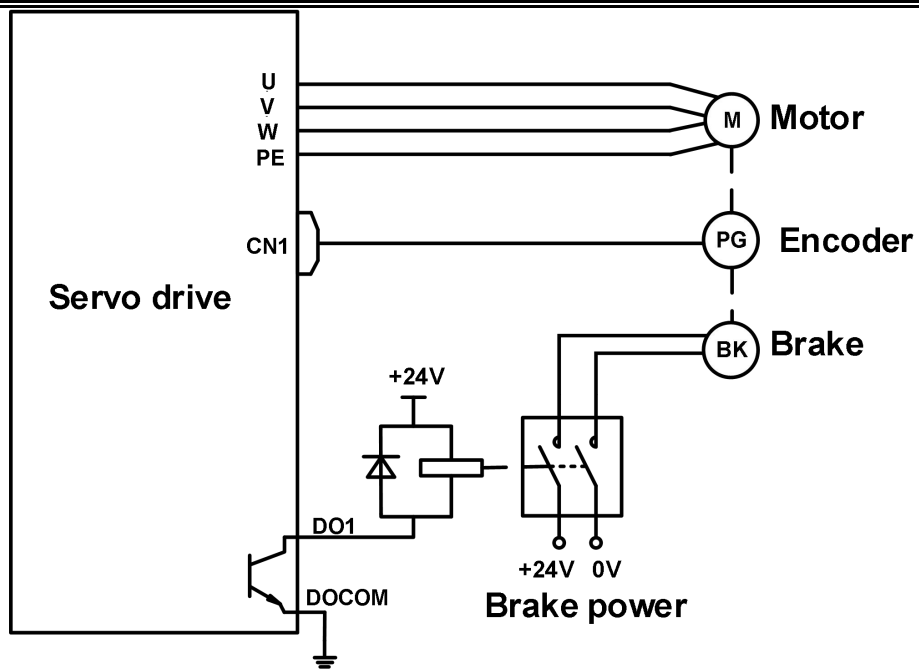 U
V
W
PE
M
Motor
CN1
PG
Encoder
Servo drive
BK
Brake
+24V
DO1
DOCOM
+24V 0V
Brake power